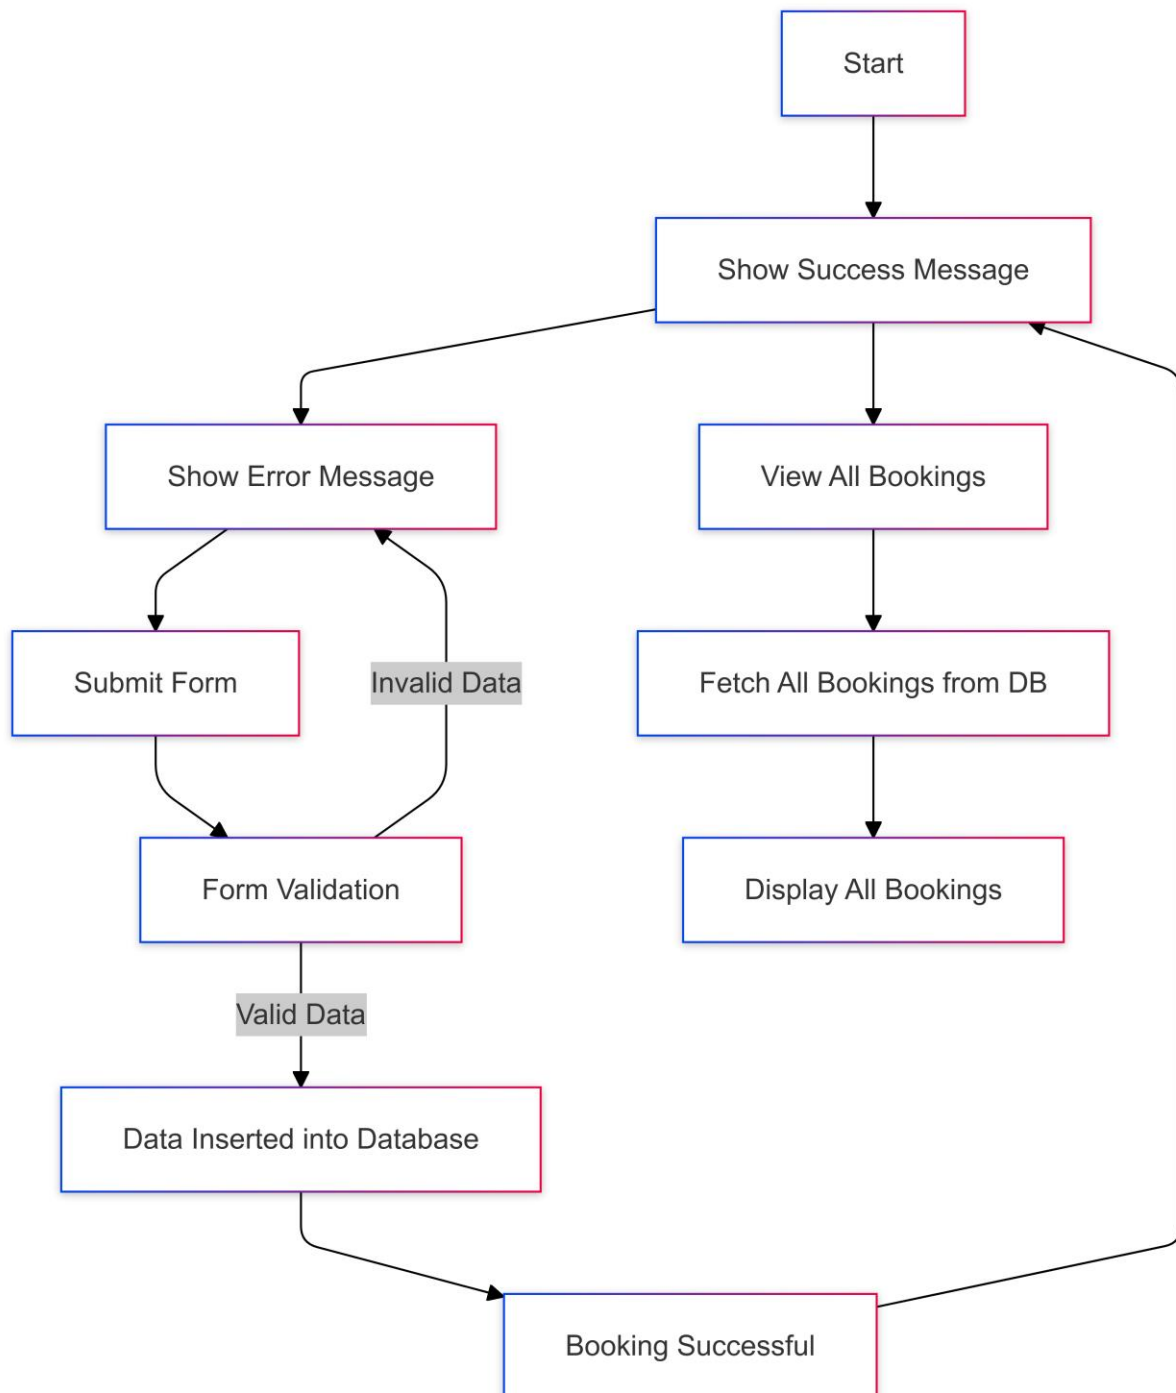 Start
Show Success Message
Show Error Message
View All Bookings
Submit Form
Invalid Data
Fetch All Bookings from DB
Form Validation
Display All Bookings
Valid Data
Data Inserted into Database
Booking Successful